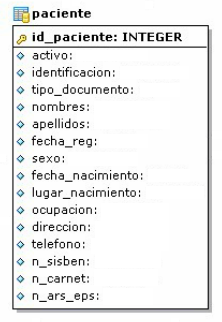 paciente
id_paciente: INTEGER
activo:
identificacion:
tipo_documento:
nombres:
apellidos:
fecha_reg:
sexo:
fecha_nacimiento:
lugar_nacimiento:
ocupacion:
direccion:
telefono:
n_sisben:
n_carnet:
n_ars_eps: